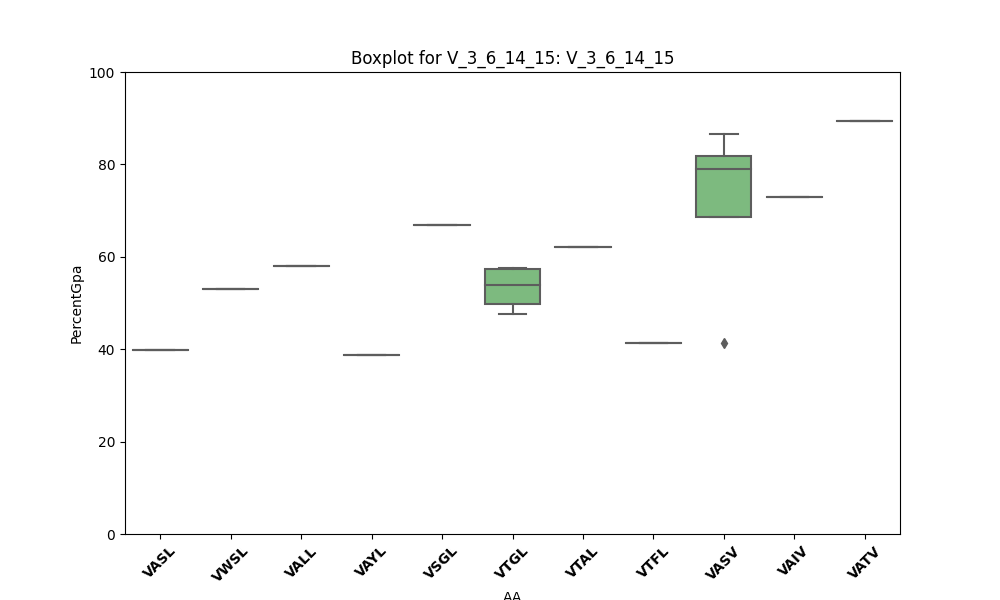 Boxplot for V_3_6_14_15: V_3_6_14_15
PercentGpa
100
80
60
40
20
0
VASL
VWSL
VALL
VAYL
VSGL
VTGL
VTAL
VTFL
VASV
VAIV
VATV
AA